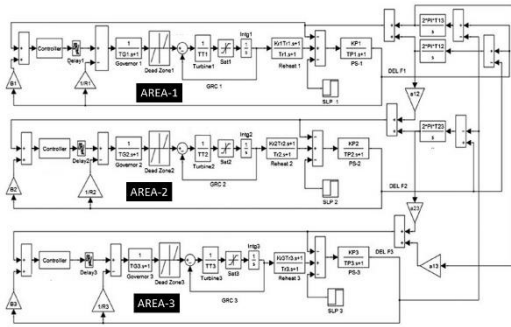 2*Pi*T13
s
2*Pi*T12
s
Controller
Delay1
B1
1/R1
1
TG1.s+1
Governor 1
Dead Zone1
1
TT1
Turbine1
Sat1
Intg1
1
s
GRC 1
Kr1Tr1.s+1
Tr1.s+1
Reheat 1
SLP 1
KP1
TP1.s+1
PS-1
DEL F1
AREA-1
a12
2*Pi*T23
s
Controller
Delay2
B2
1/R2
1
TG2.s+1
Governor 2
Dead Zone2
1
TT2
Turbine2
Sat2
Intg2
1
s
GRC 2
Kr2Tr2.s+1
Tr2.s+1
Reheat 2
SLP 2
KP2
TP2.s+1
PS-2
DEL F2
AREA-2
a23
Controller
Delay3
B3
1/R3
1
TG3.s+1
Governor 3
Dead Zone3
1
TT3
Turbine3
Sat3
Intg3
1
s
GRC 3
Kr3Tr3.s+1
Tr3.s+1
Reheat 3
SLP 3
KP3
TP3.s+1
PS-3
DEL F3
AREA-3
a13